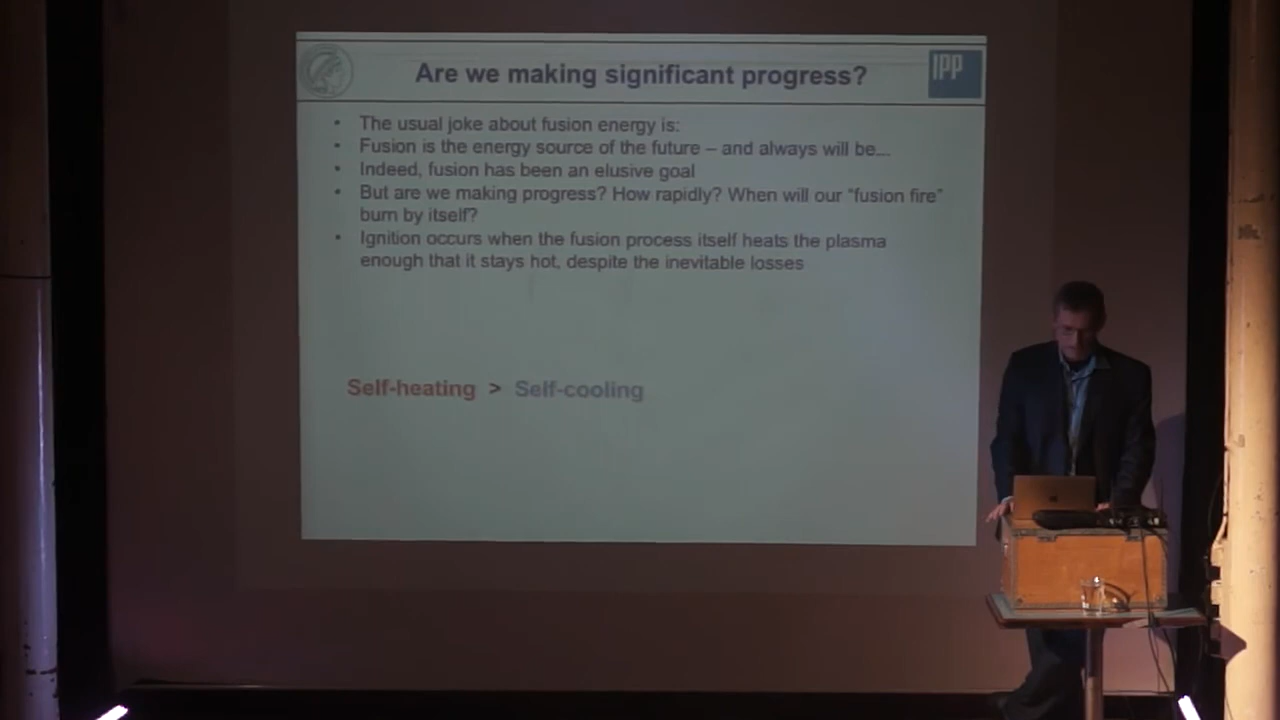 Are we making significant progress?
IPP
• The usual joke about fusion energy is:
• Fusion is the energy source of the future – and always will be...
• Indeed, fusion has been an elusive goal
• But are we making progress? How rapidly? When will our "fusion fire"
burn by itself?
• Ignition occurs when the fusion process itself heats the plasma
enough that it stays hot, despite the inevitable losses
Self-heating > Self-cooling